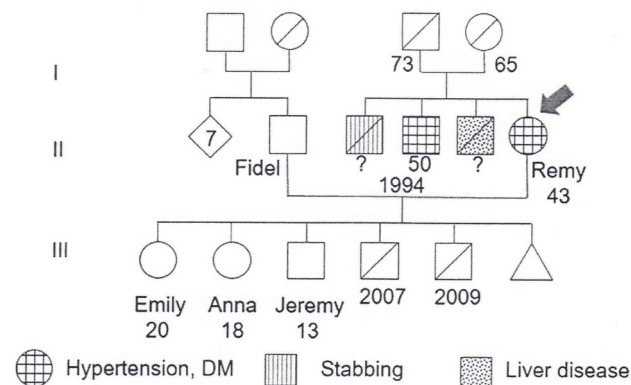 73 65
I
7
II
Fidel ? 50 ? Remy
1994 43
III
Emily Anna Jeremy 2007 2009
20 18 13
Hypertension, DM Stabbing Liver disease